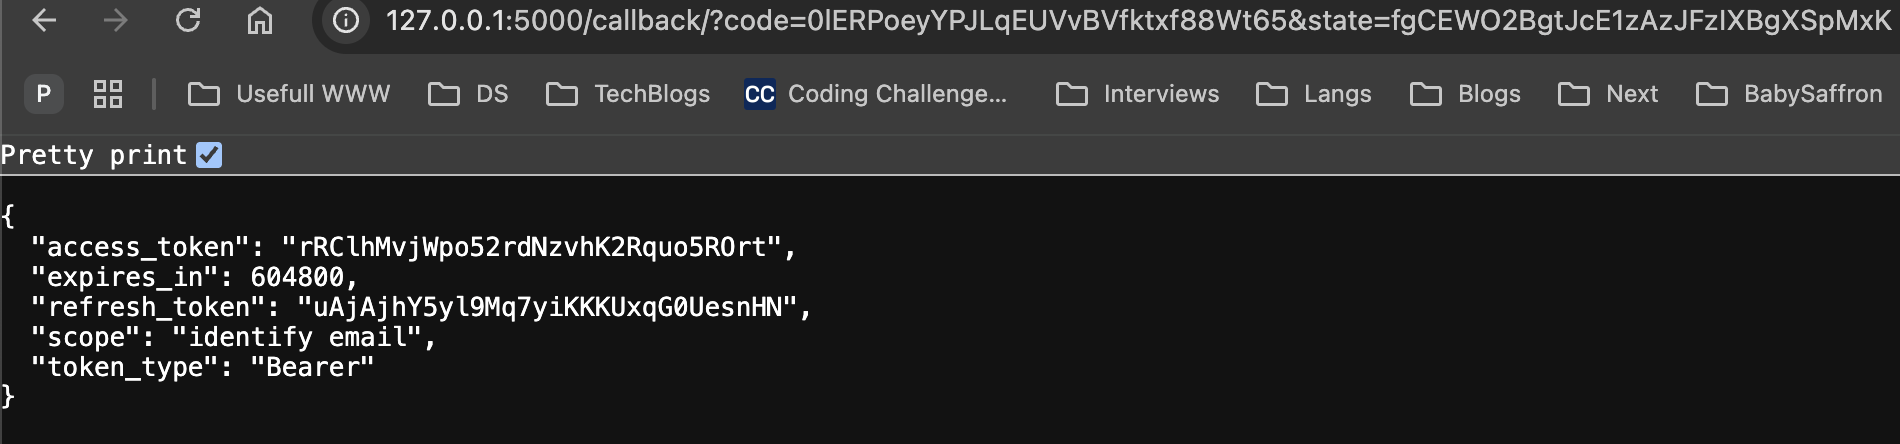 127.0.0.1:5000/callback/?code=0lERPoeyYPJLqEUVvBVfktxf88Wt65&state=fgCEWO2BgtJcE1zAzJFzIXBgXSpMxK
P Usefull WWW DS TechBlogs CC Coding Challenge... Interviews Langs Blogs Next BabySaffron
Pretty print
{
"access_token": "rRClhMvjWpo52rdNzvhK2Rquo5ROrt",
"expires_in": 604800,
"refresh_token": "uAjAjhY5yl9Mq7yiKKKUxqG0UesnHN",
"scope": "identify email",
"token_type": "Bearer"
}